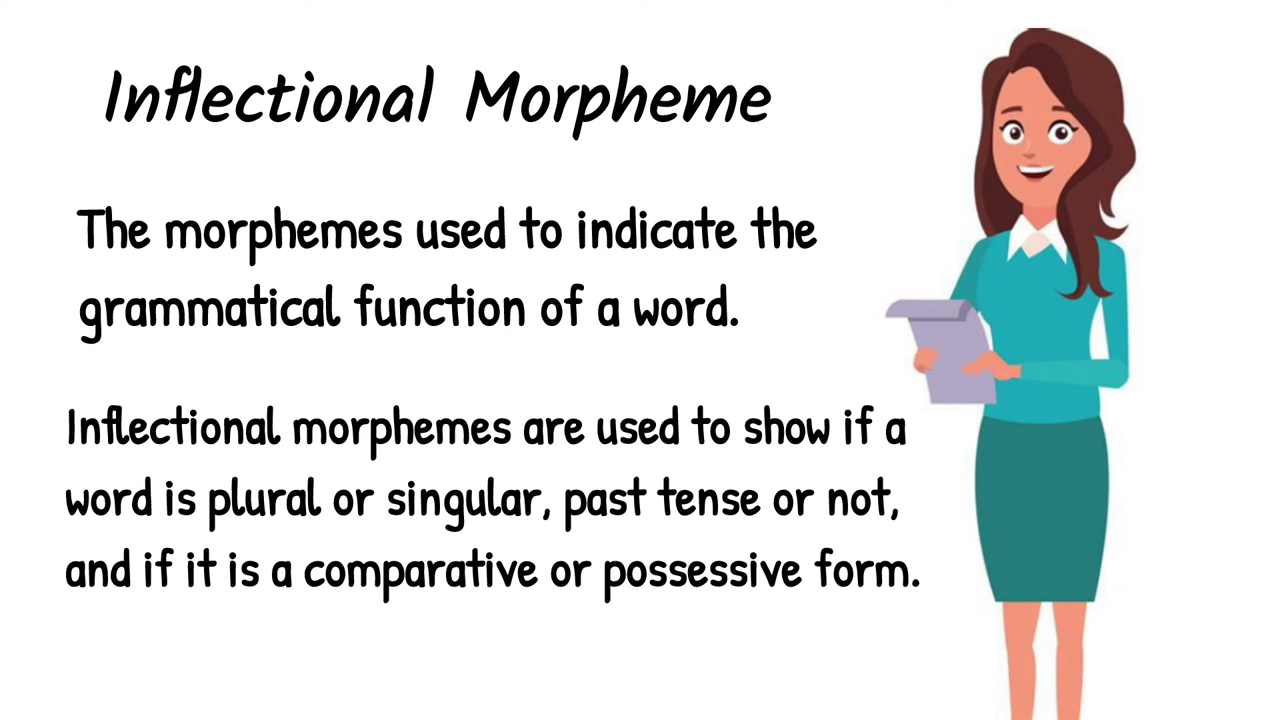 Inflectional Morpheme
The morphemes used to indicate the
grammatical function of a word.
Inflectional morphemes are used to show if a
word is plural or singular, past tense or not,
and if it is a comparative or possessive form.